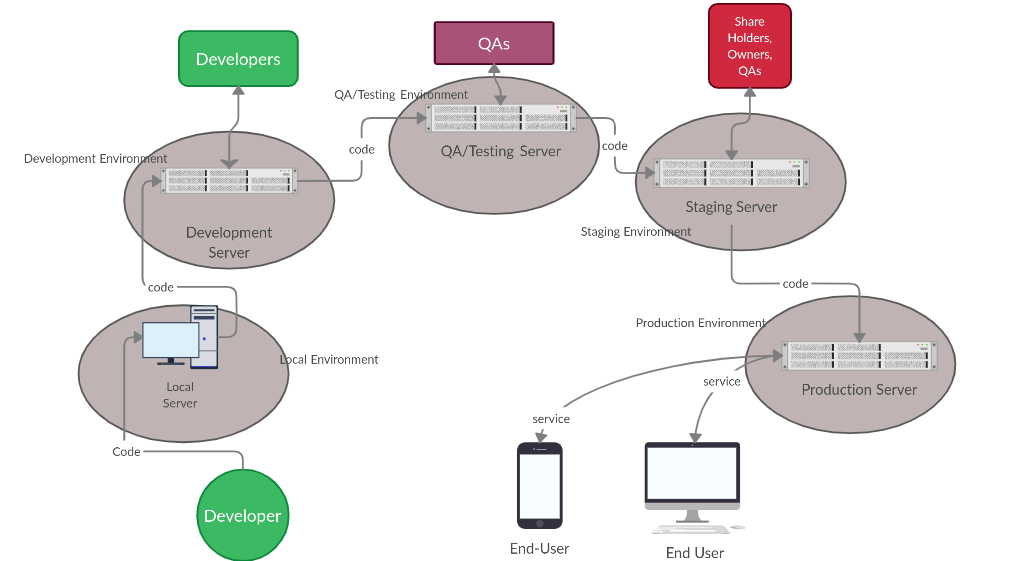 Developers
QAs
Share
Holders,
Owners,
QAs
QA/Testing Environment
code
QA/Testing Server
code
Development Environment
Development
Server
Staging Server
Staging Environment
code
code
Local Environment
Local
Server
Code
Developer
Production Environment
Production Server
service
service
End-User
End User